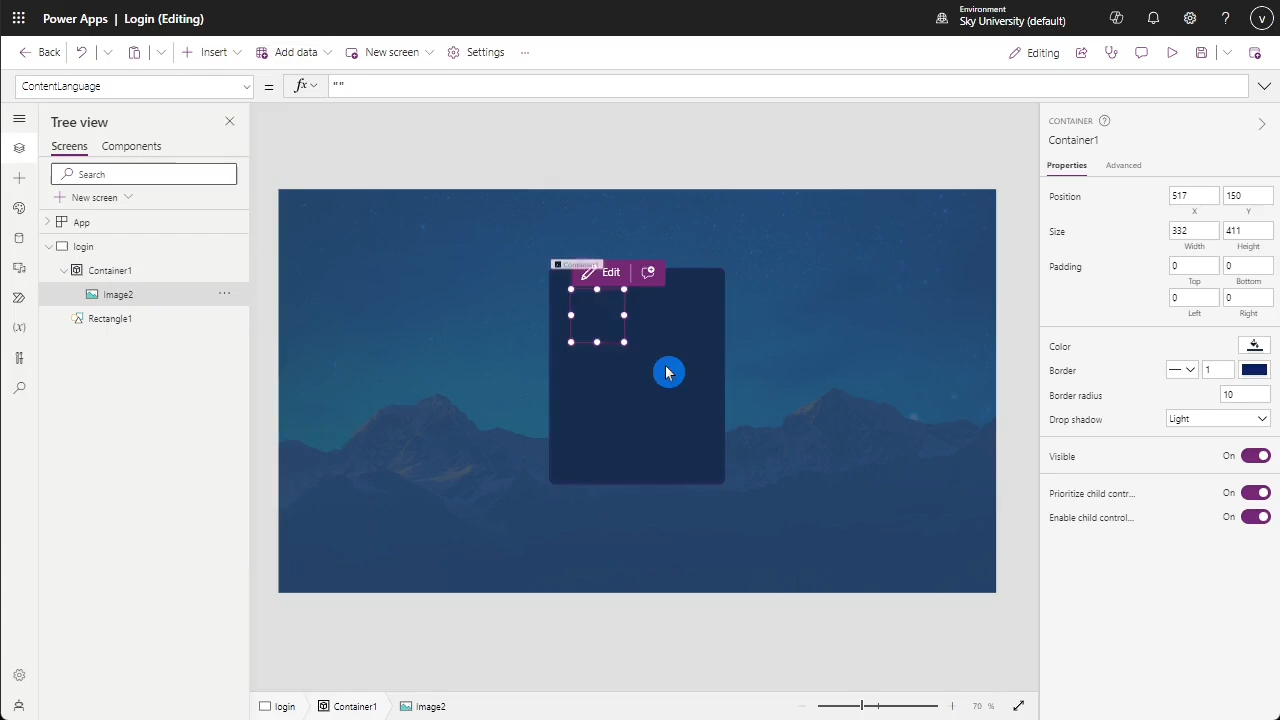 Power Apps | Login (Editing)
Environment
Sky University (default)
V
Back
Insert
Add data
New screen
Settings
...
Editing
ContentLanguage
=
fx
""
Tree view
Screens
Components
Search
New screen
App
login
Container1
Image2
...
Rectangle1
Container1
Edit
CONTAINER
Container1
Properties
Advanced
Position
517
150
X
Y
Size
332
411
Width
Height
Padding
0
0
Top
Bottom
0
0
Left
Right
Color
Border
1
Border radius
10
Drop shadow
Light
Visible
On
Prioritize child contr...
On
Enable child control...
On
login
Container1
Image2
70 %